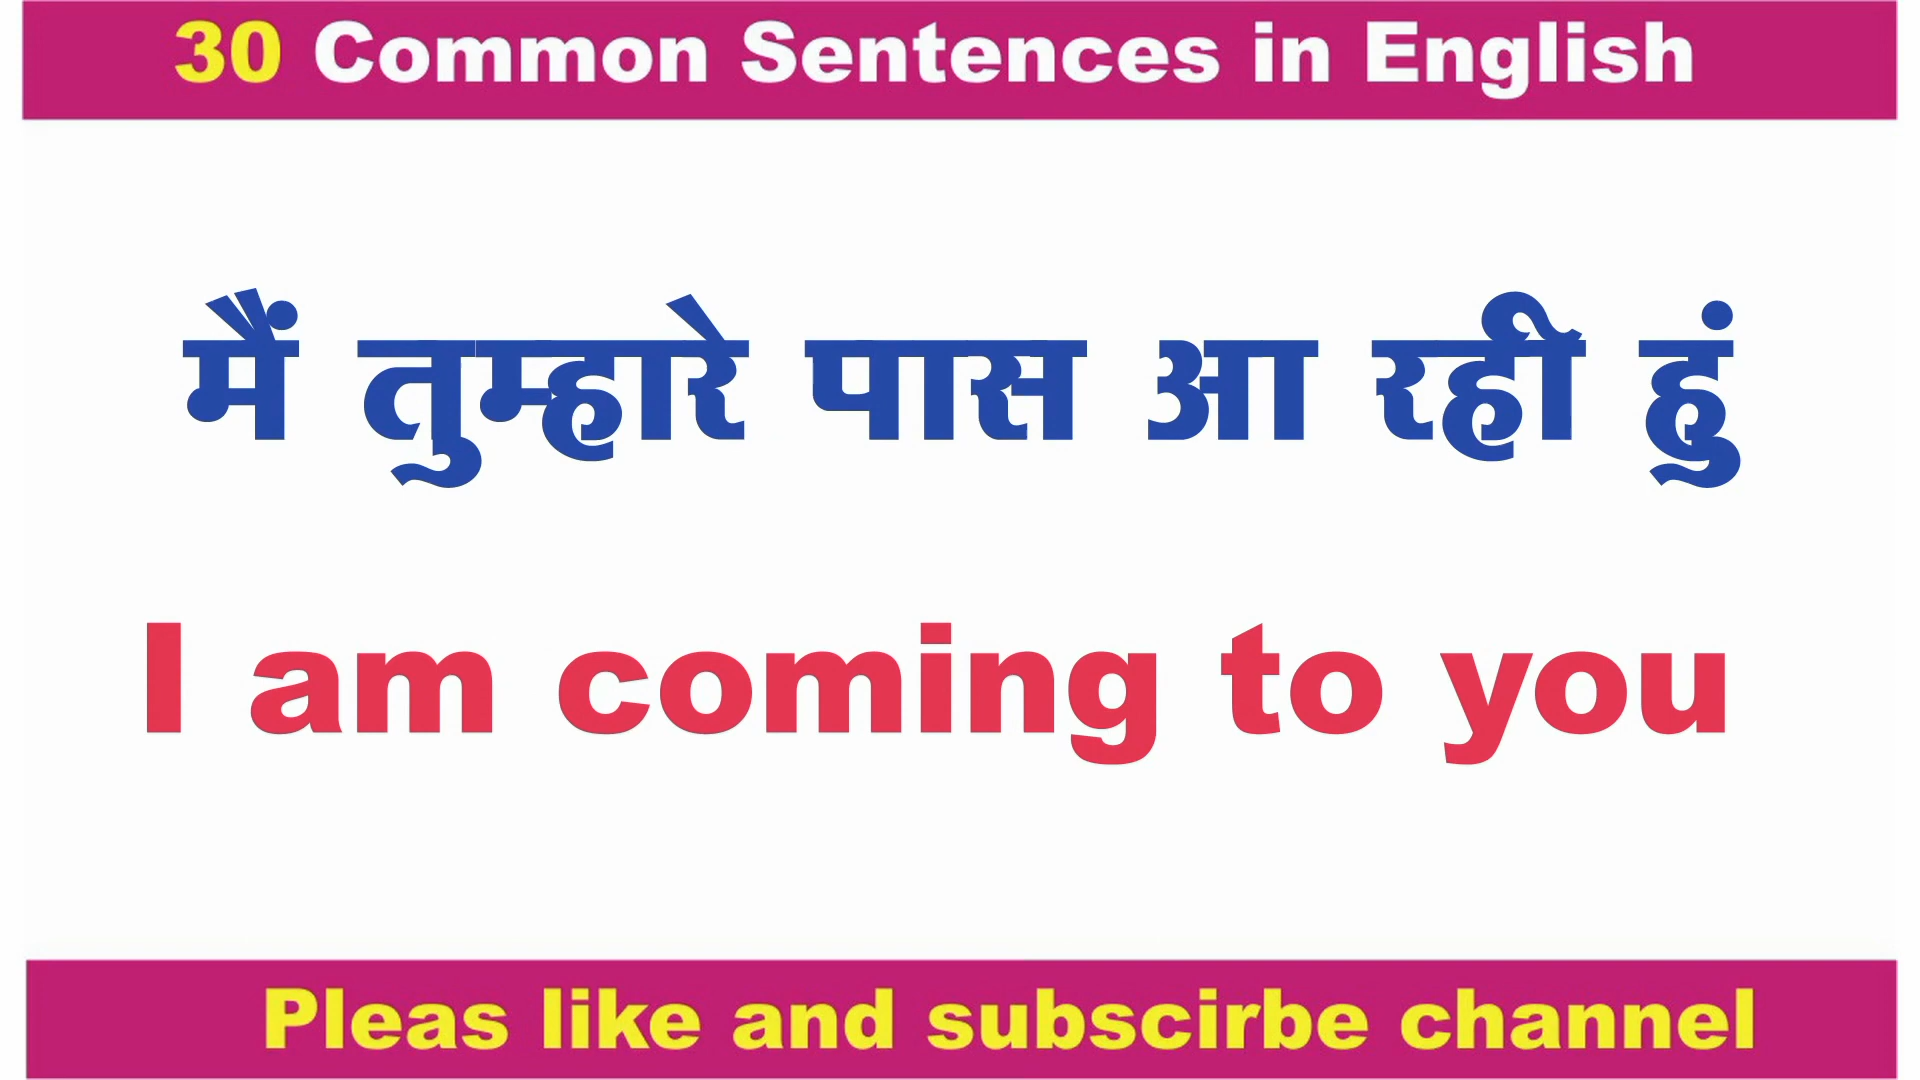 30 Common Sentences in English
मैं तुम्हारे पास आ रही हुं
I am coming to you
Pleas like and subscirbe channel